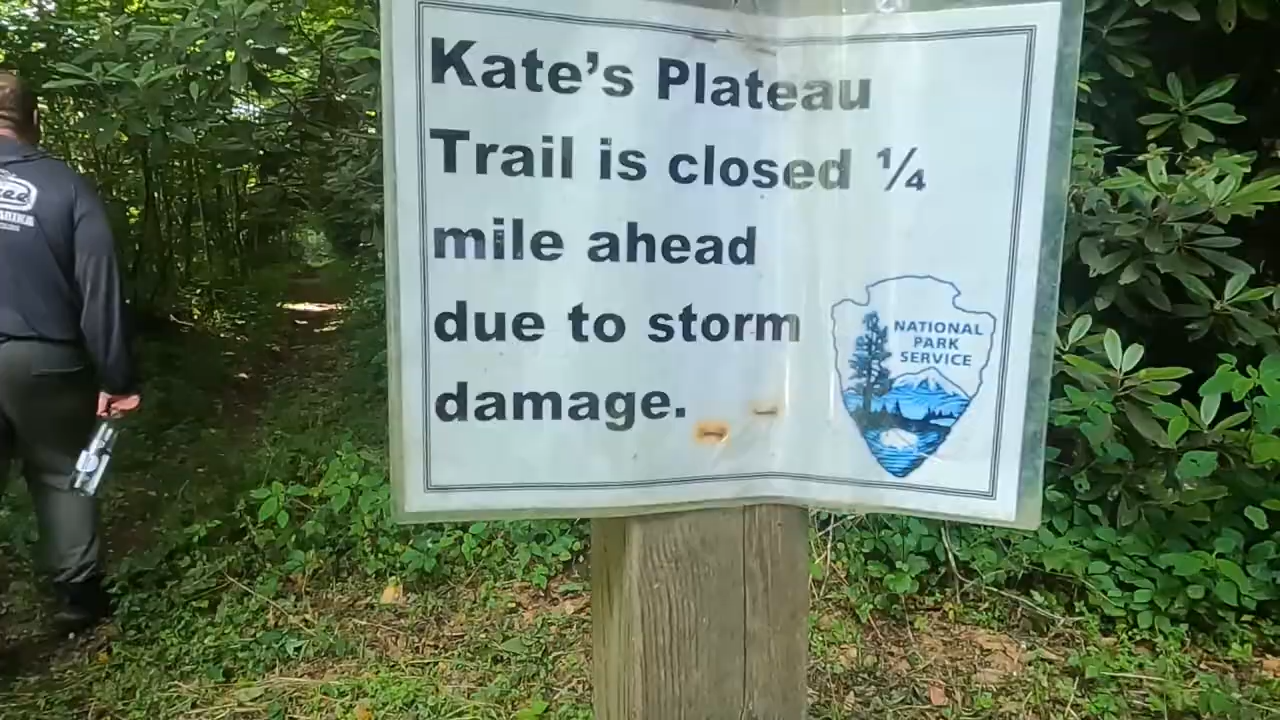 Kate's Plateau
Trail is closed ¼
mile ahead
due to storm
damage.
NATIONAL
PARK
SERVICE